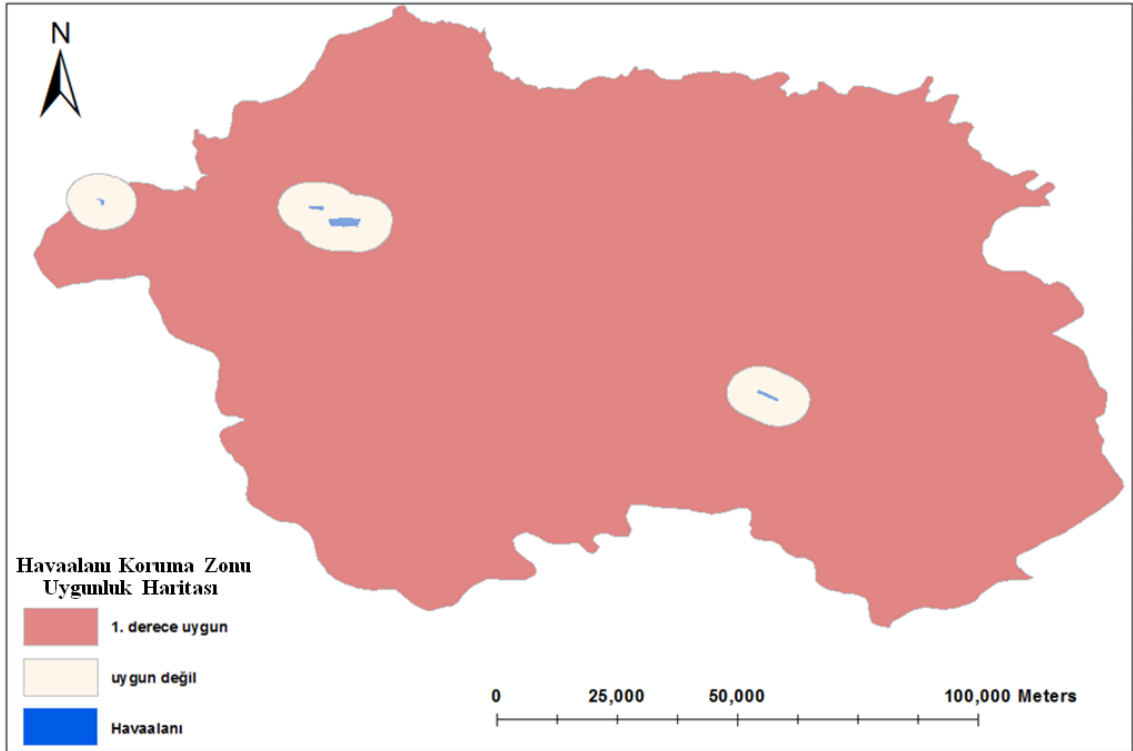 N
Havaalanı Koruma Zonu
Uygunluk Haritası
1. derece uygun
uygun değil
Havaalanı
0 25,000 50,000 100,000 Meters